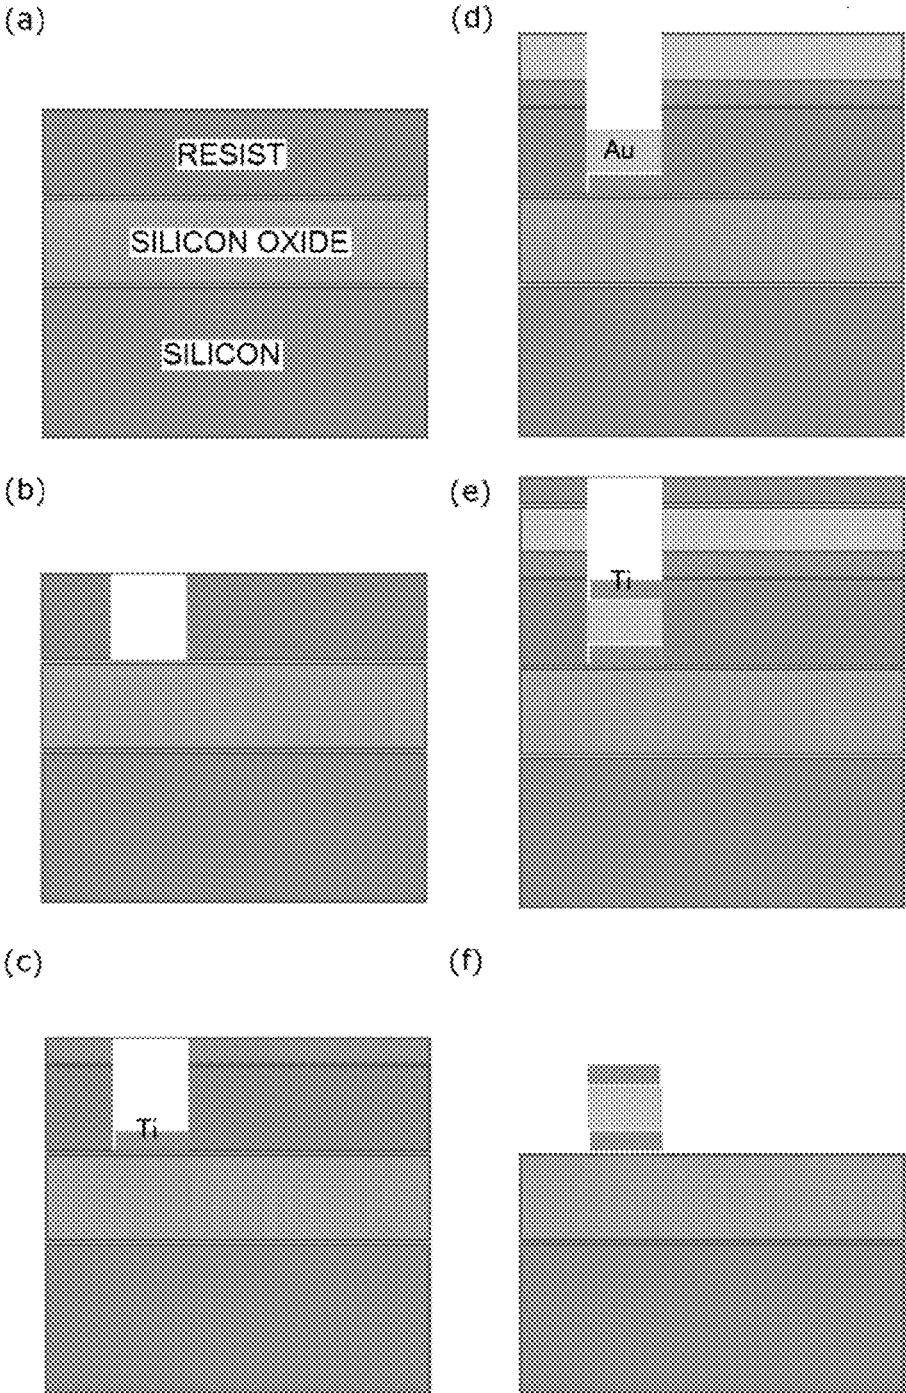 (a)
RESIST
SILICON OXIDE
SILICON
(b)
(c)
Ti
(d)
Au
(e)
Ti
(f)